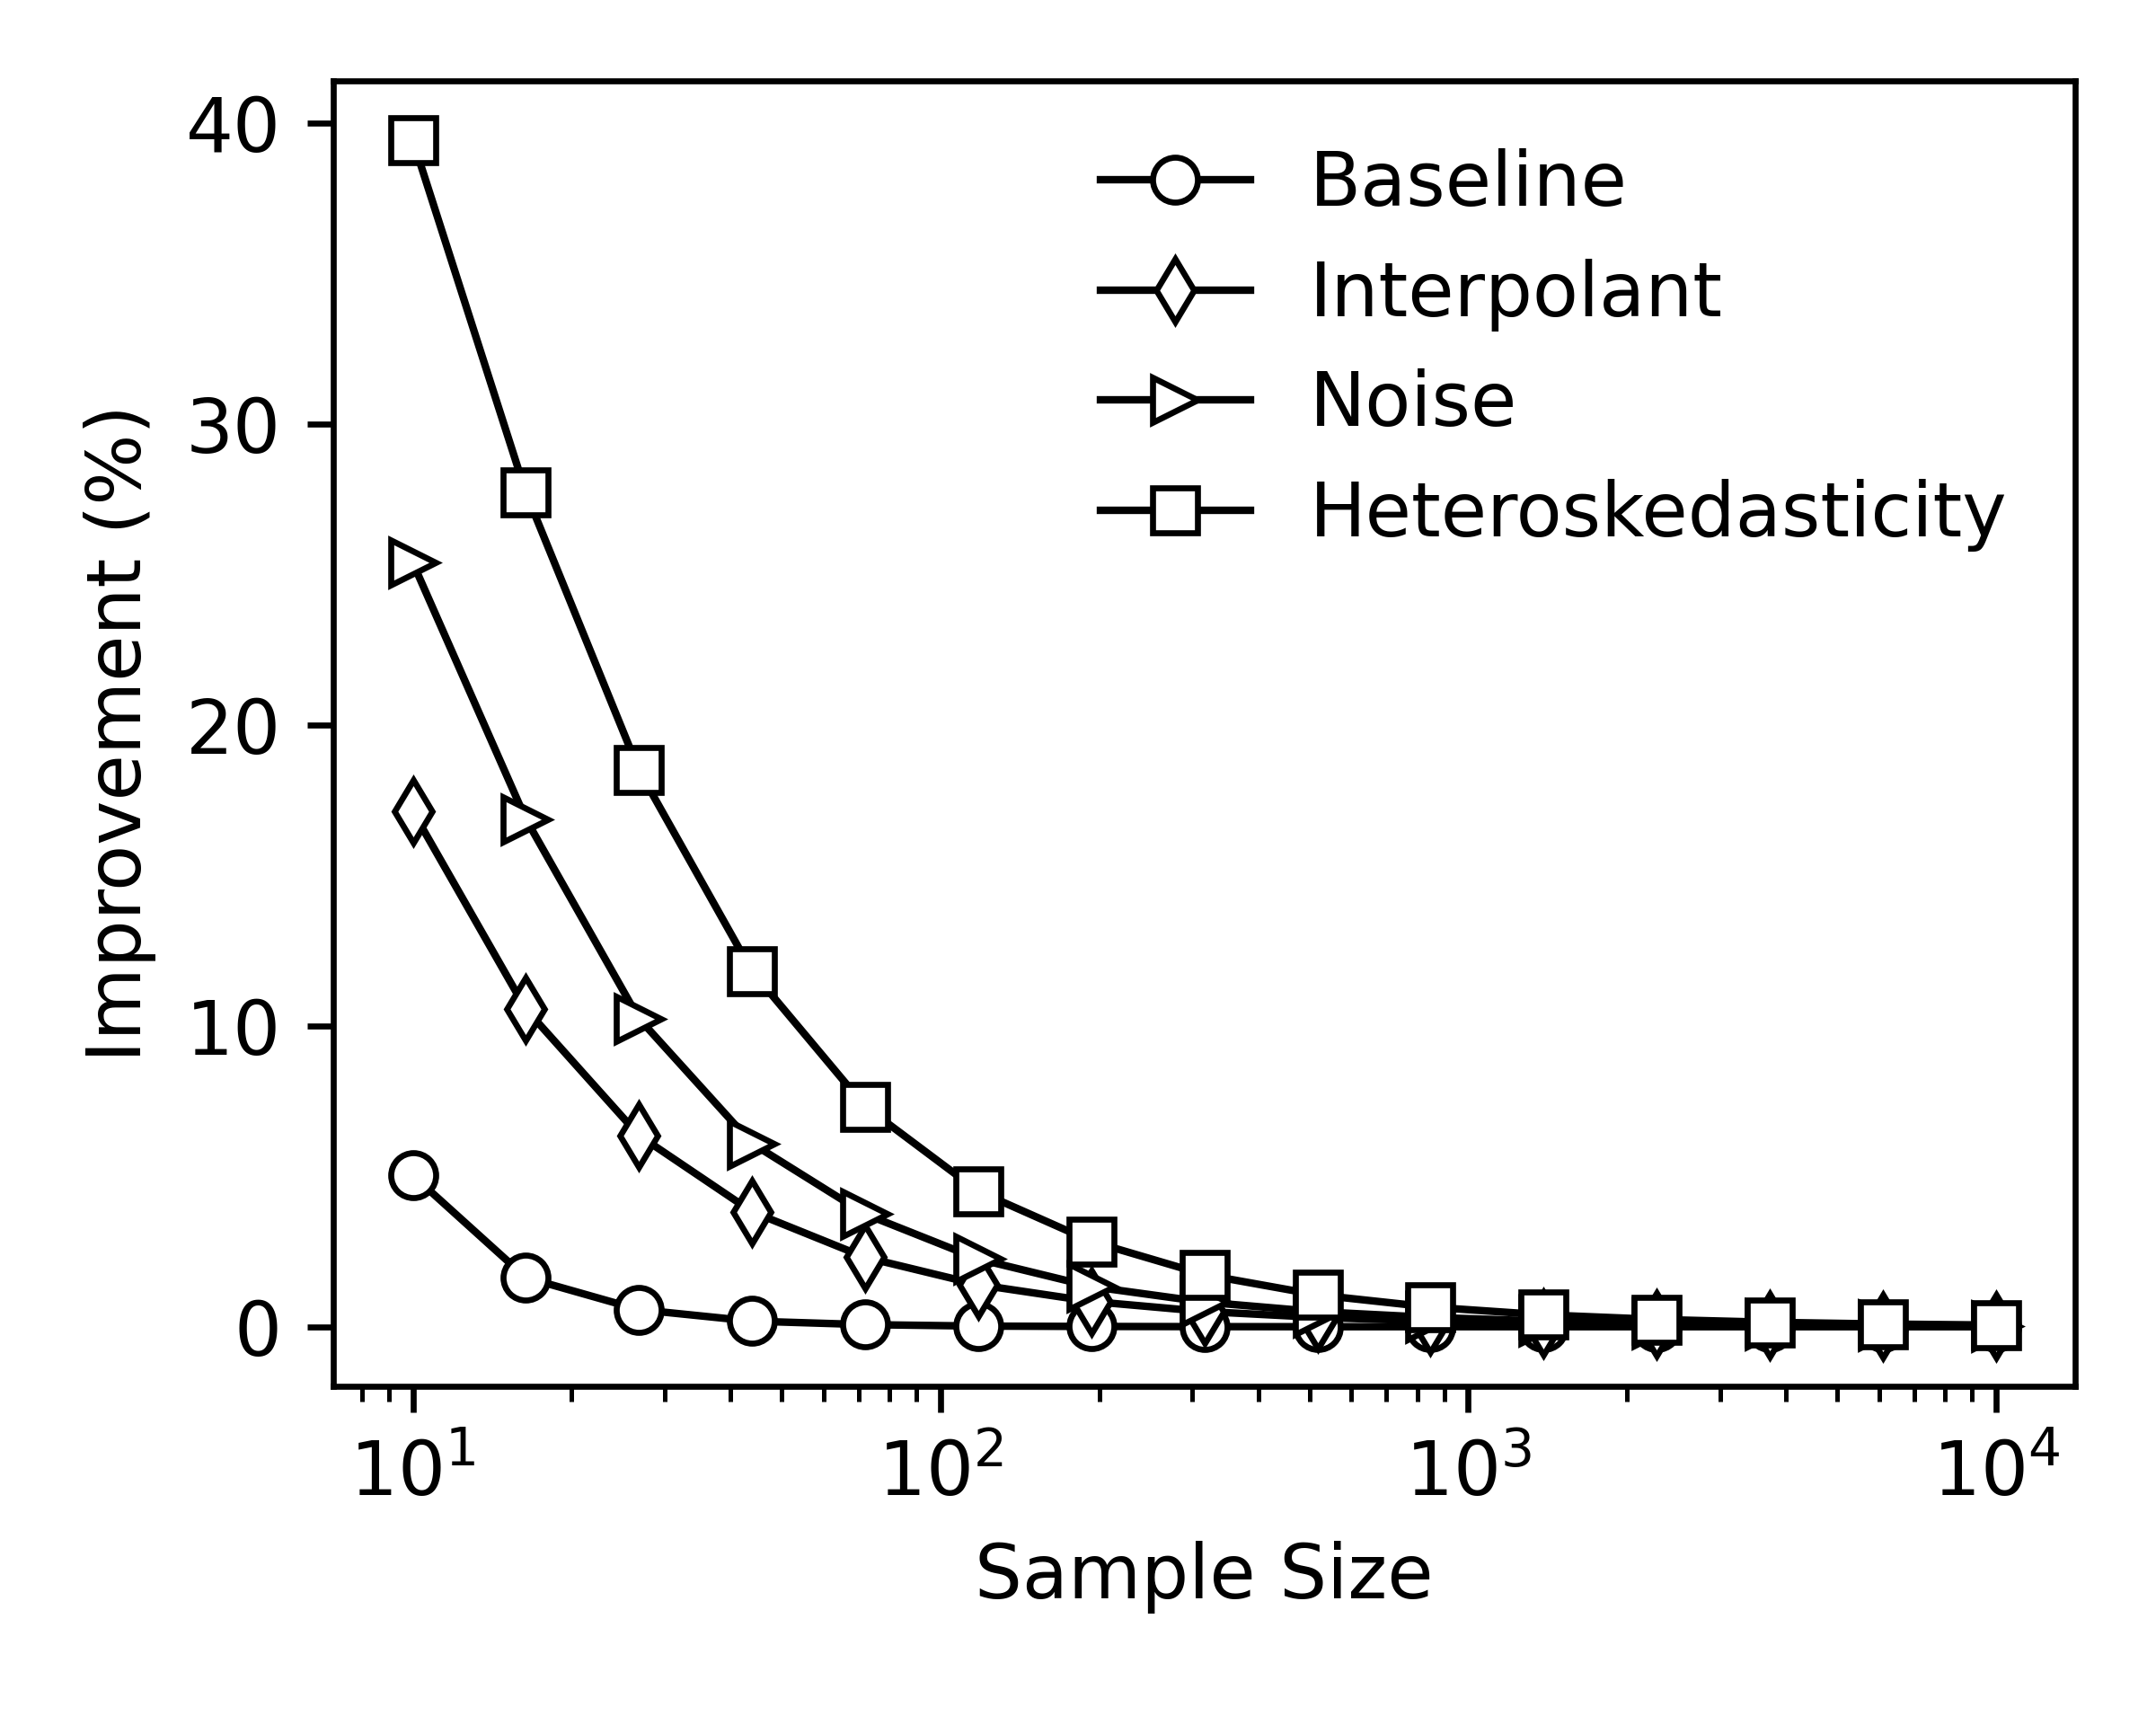 40
30
20
10
0
Improvement (%)
Baseline
Interpolant
Noise
Heteroskedasticity
10¹ 10² 10³ 10⁴
Sample Size